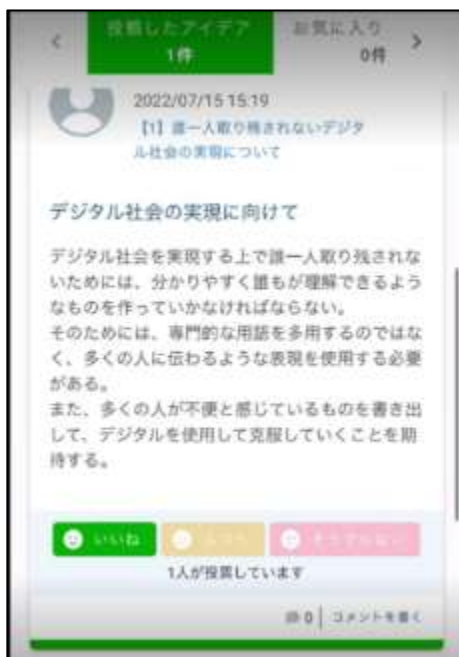 投稿したアイデア
1件
お気に入り
0件
2022/07/15 15:19
【1】誰一人取り残されないデジタ
ル社会の実現について
デジタル社会の実現に向けて
デジタル社会を実現する上で誰一人取り残されな
いためには、分かりやすく誰もが理解できるよう
なものを作っていかなければならない。
そのためには、専門的な用語を多用するのではな
く、多くの人に伝わるような表現を使用する必要
がある。
また、多くの人が不便と感じているものを書き出
して、デジタルを使用して克服していくことを期
待する。
いいね
1人が投票しています
0
コメントを書く